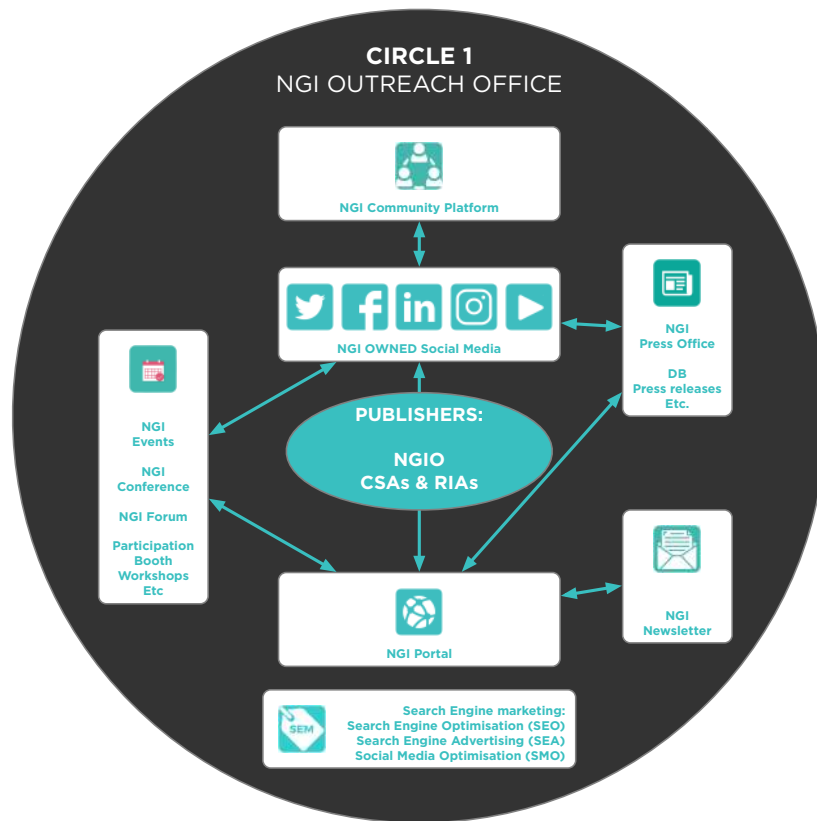 CIRCLE 1
NGI OUTREACH OFFICE
NGI Community Platform
in
NGI OWNED Social Media
NGI
Press Office
DB
Press releases
Etc.
NGI
Events
NGI
Conference
NGI Forum
Participation
Booth
Workshops
Etc
PUBLISHERS:
NGIO
CSAs & RIAs
NGI Portal
NGI
Newsletter
SEM
Search Engine marketing:
Search Engine Optimisation (SEO)
Search Engine Advertising (SEA)
Social Media Optimisation (SMO)